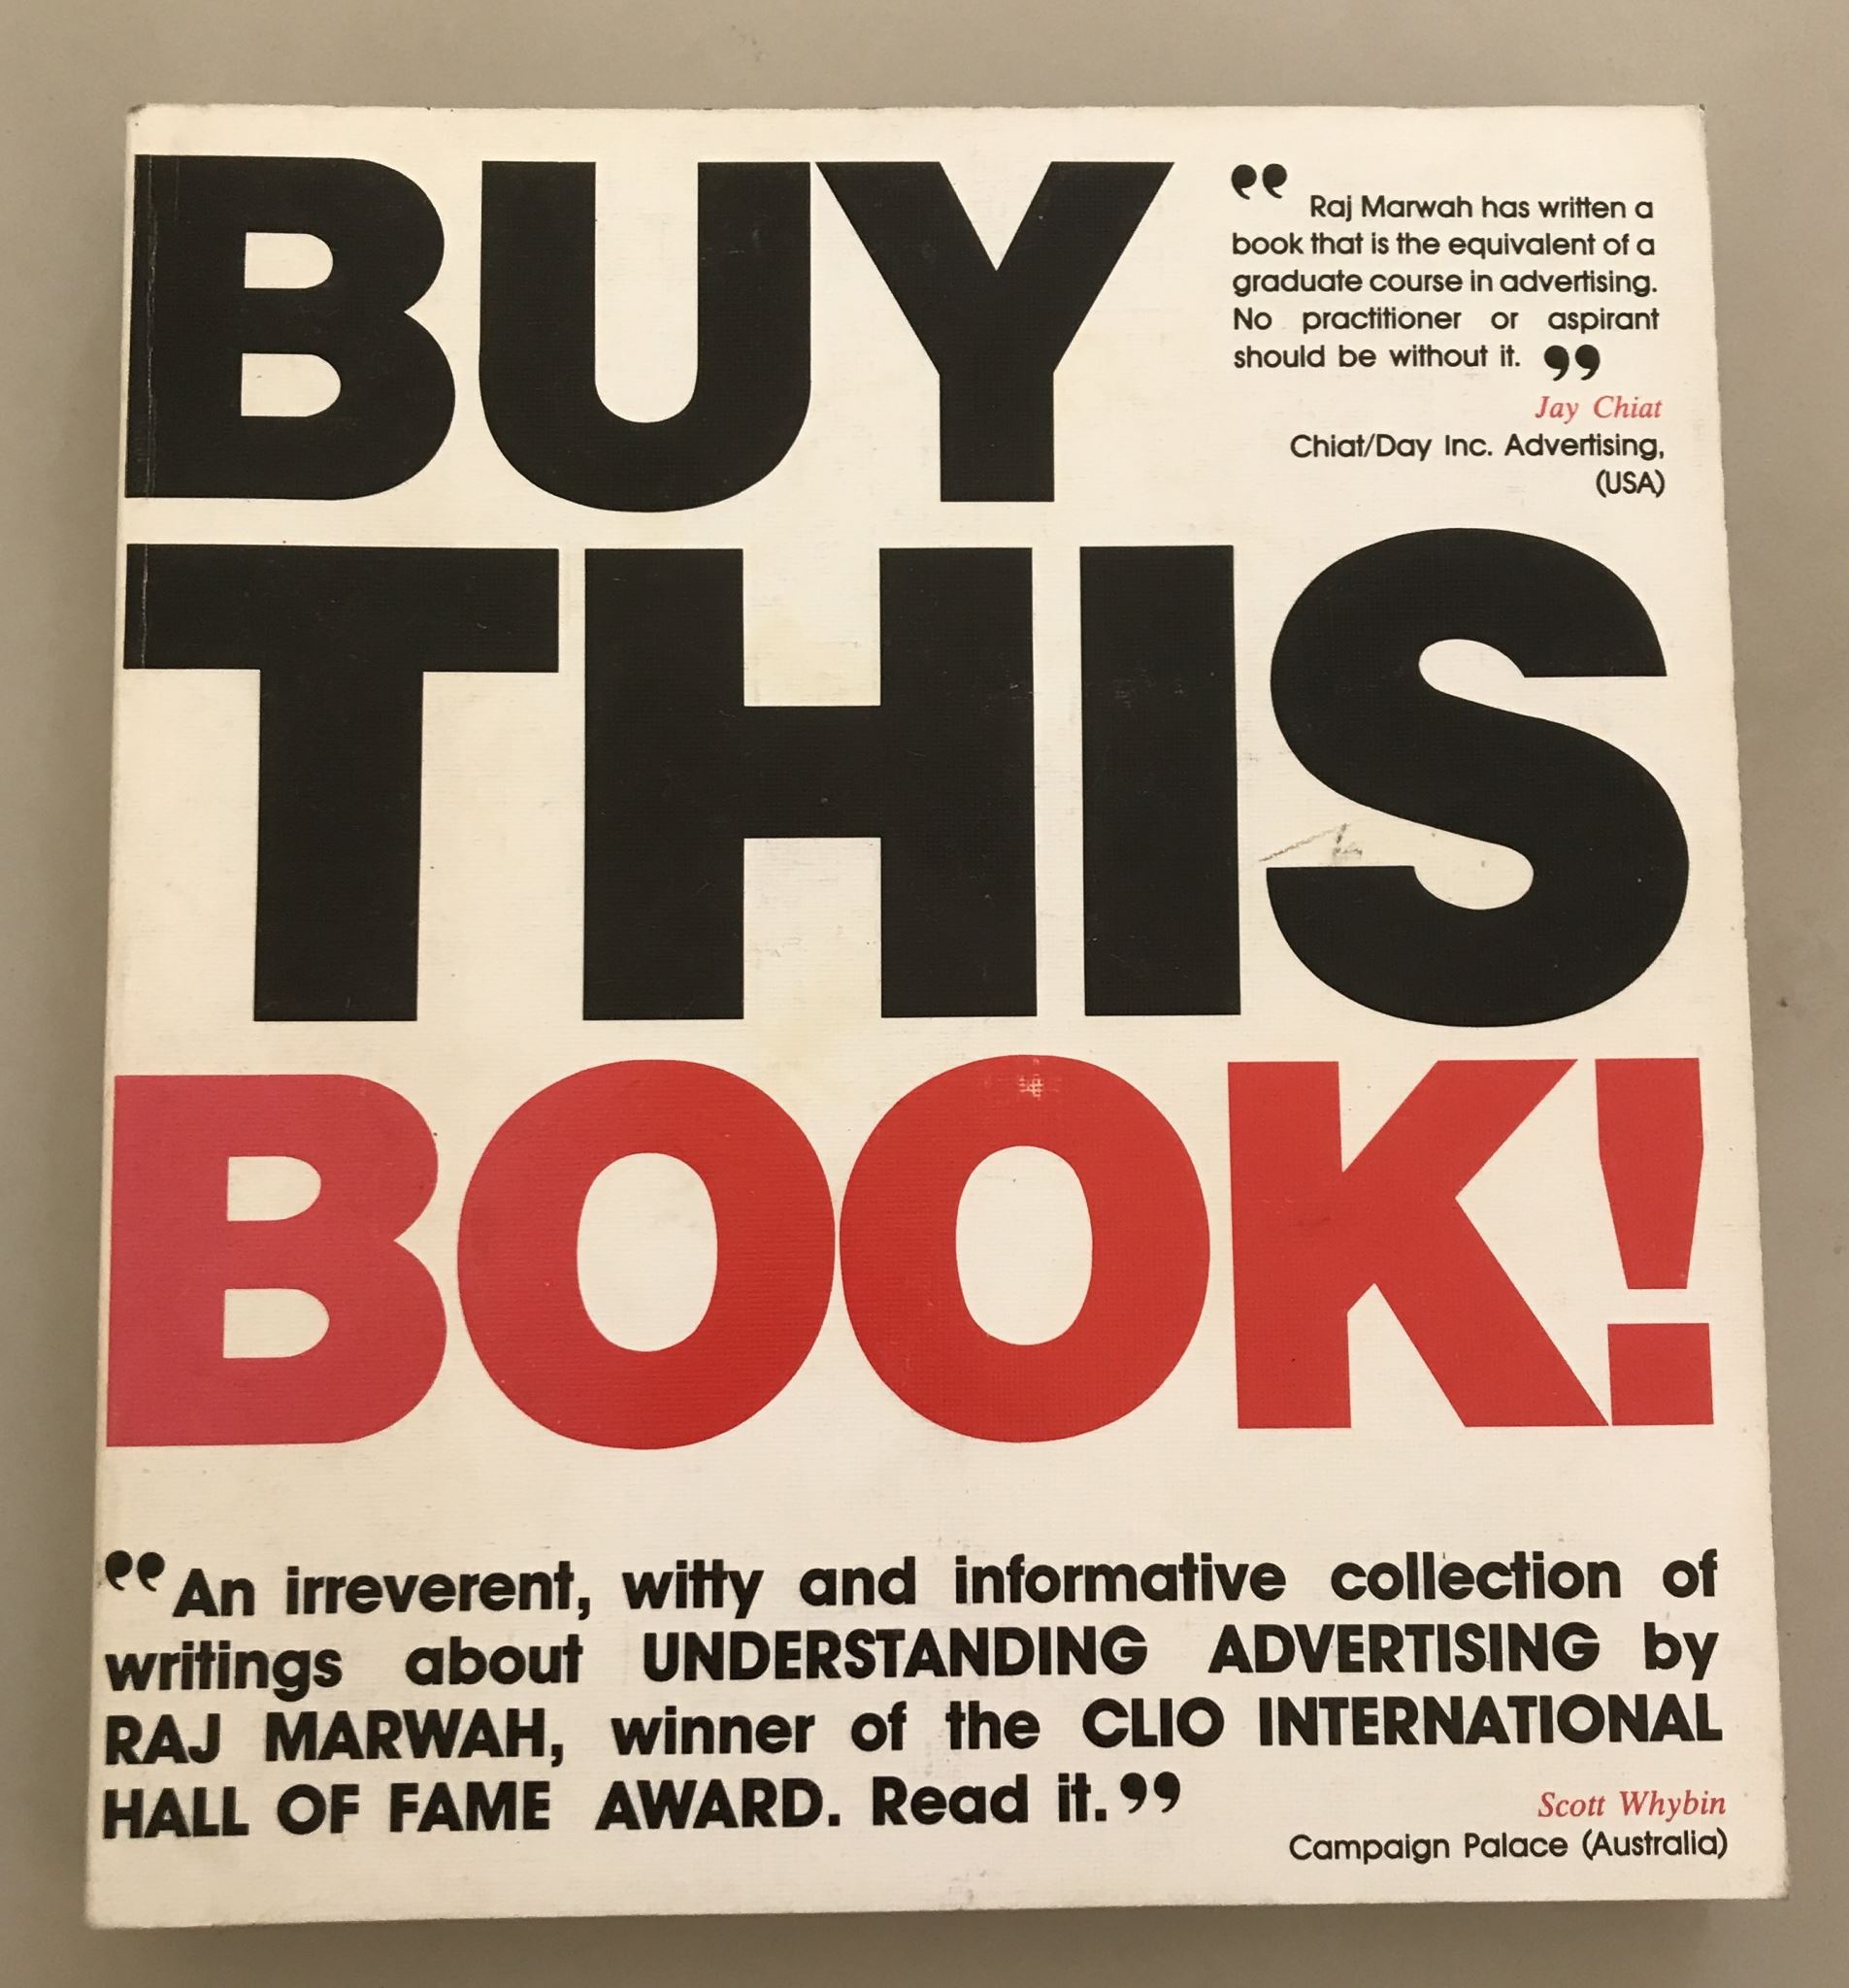 BUY
“ Raj Marwah has written a
book that is the equivalent of a
graduate course in advertising.
No practitioner or aspirant
should be without it. ”
Jay Chiat
Chiat/Day Inc. Advertising,
(USA)
THIS
BOOK!
“An irreverent, witty and informative collection of
writings about UNDERSTANDING ADVERTISING by
RAJ MARWAH, winner of the CLIO INTERNATIONAL
HALL OF FAME AWARD. Read it.”
Scott Whybin
Campaign Palace (Australia)